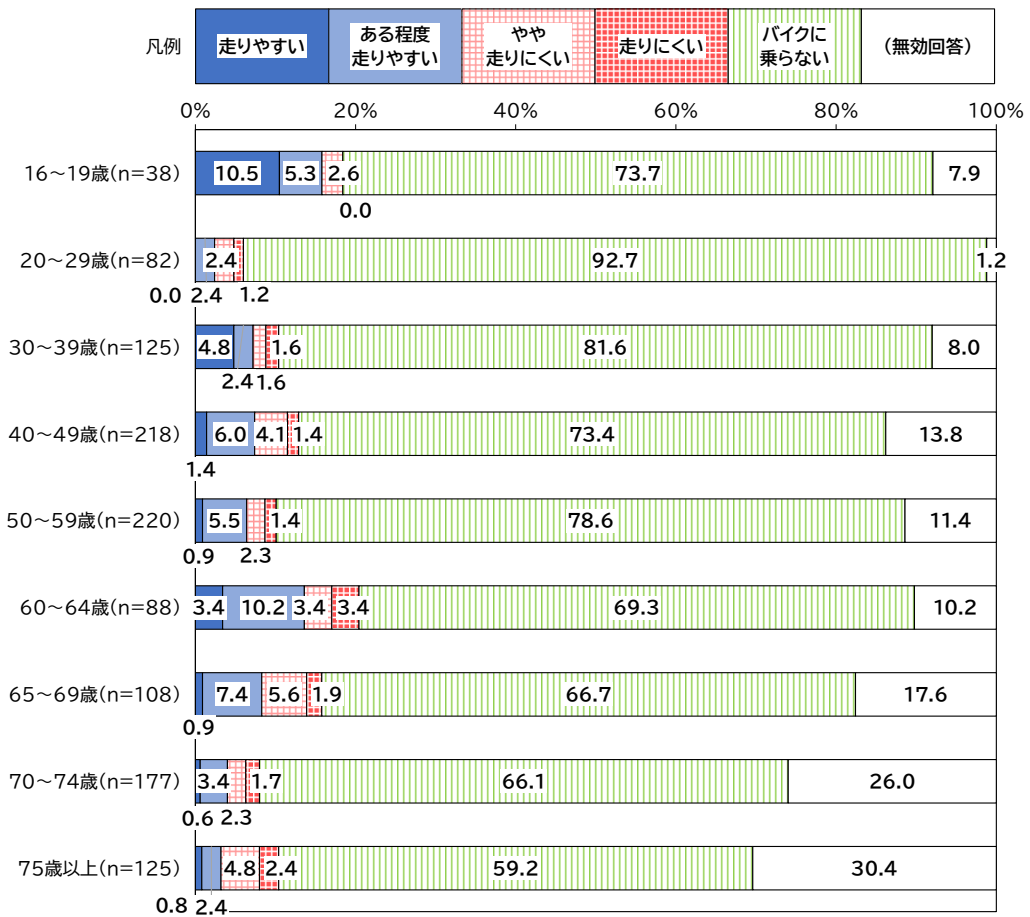 凡例
走りやすい
ある程度
走りやすい
やや
走りにくい
走りにくい
バイクに
乗らない
（無効回答）
0% 20% 40% 60% 80% 100%
16～19歳(n=38) 10.5 5.3 2.6 73.7 7.9
0.0
20～29歳(n=82) 2.4 92.7 1.2
0.0 2.4 1.2
30～39歳(n=125) 4.8 1.6 81.6 8.0
2.4 1.6
40～49歳(n=218) 6.0 4.1 1.4 73.4 13.8
1.4
50～59歳(n=220) 5.5 1.4 78.6 11.4
0.9 2.3
60～64歳(n=88) 3.4 10.2 3.4 3.4 69.3 10.2
65～69歳(n=108) 7.4 5.6 1.9 66.7 17.6
0.9
70～74歳(n=177) 3.4 1.7 66.1 26.0
0.6 2.3
75歳以上(n=125) 4.8 2.4 59.2 30.4
0.8 2.4